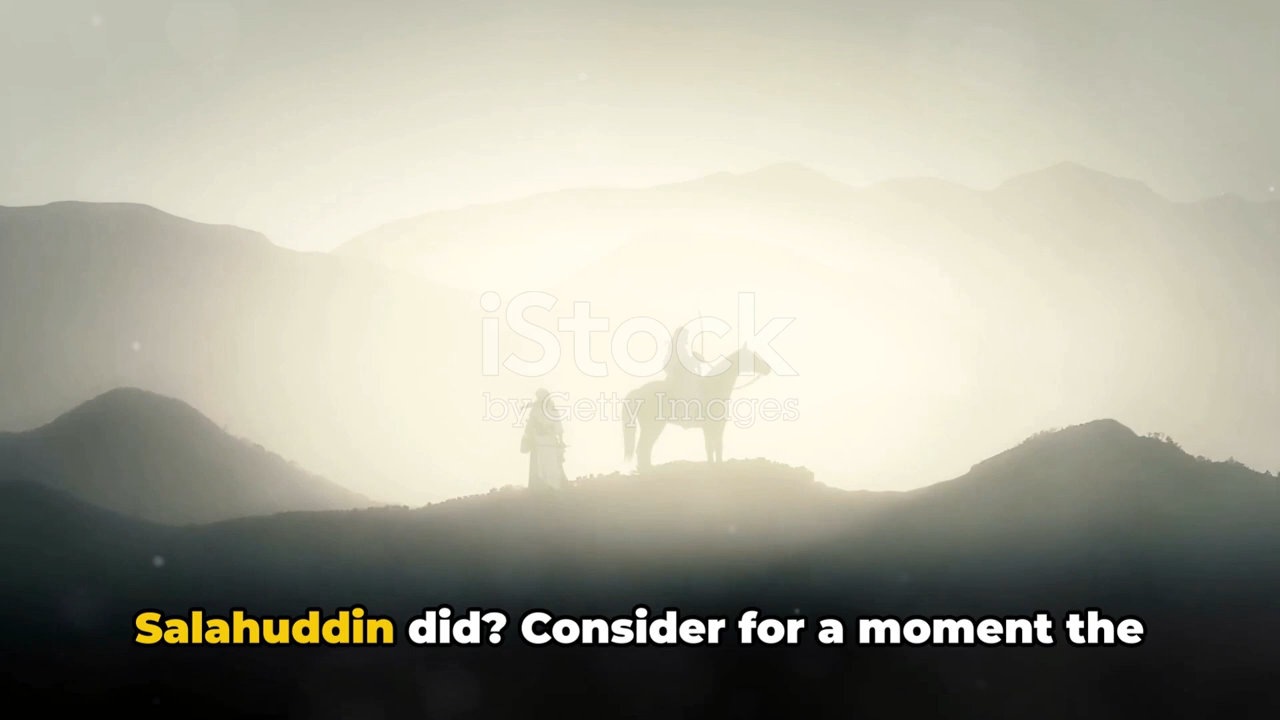 iStock
by Getty Images
Salahuddin did? Consider for a moment the